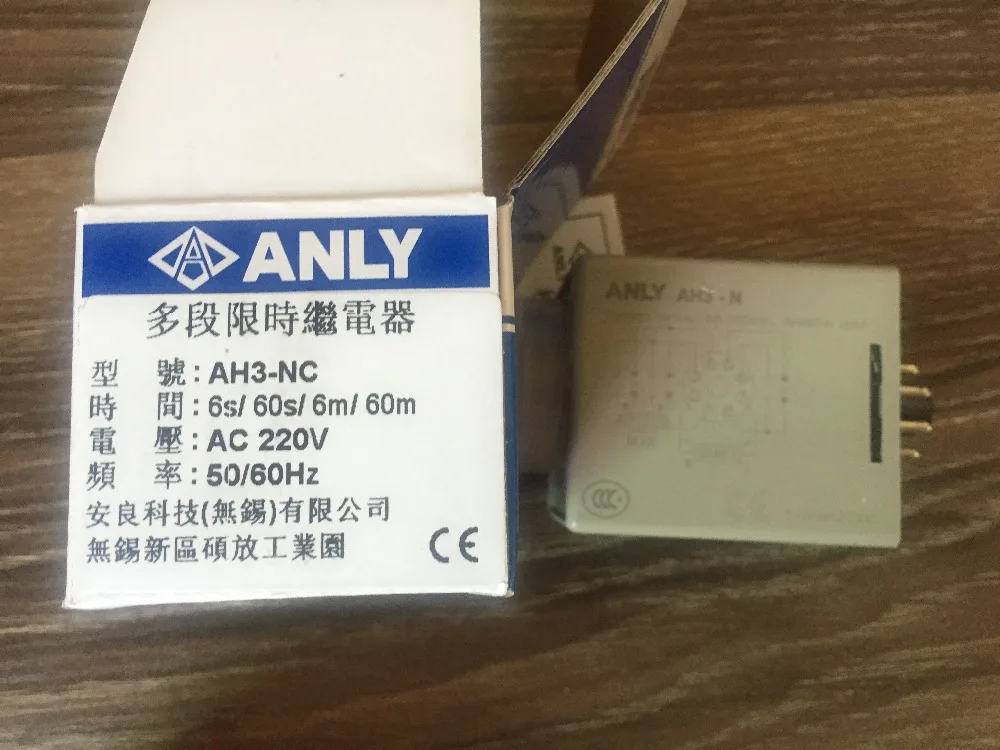 ANLY
多段限時繼電器
型 號: AH3-NC
時 間: 6s/ 60s/ 6m/ 60m
電 壓: AC 220V
頻 率: 50/60Hz
安良科技(無錫)有限公司
無錫新區碩放工業園
CE
ANLY AH3 - N
CCC